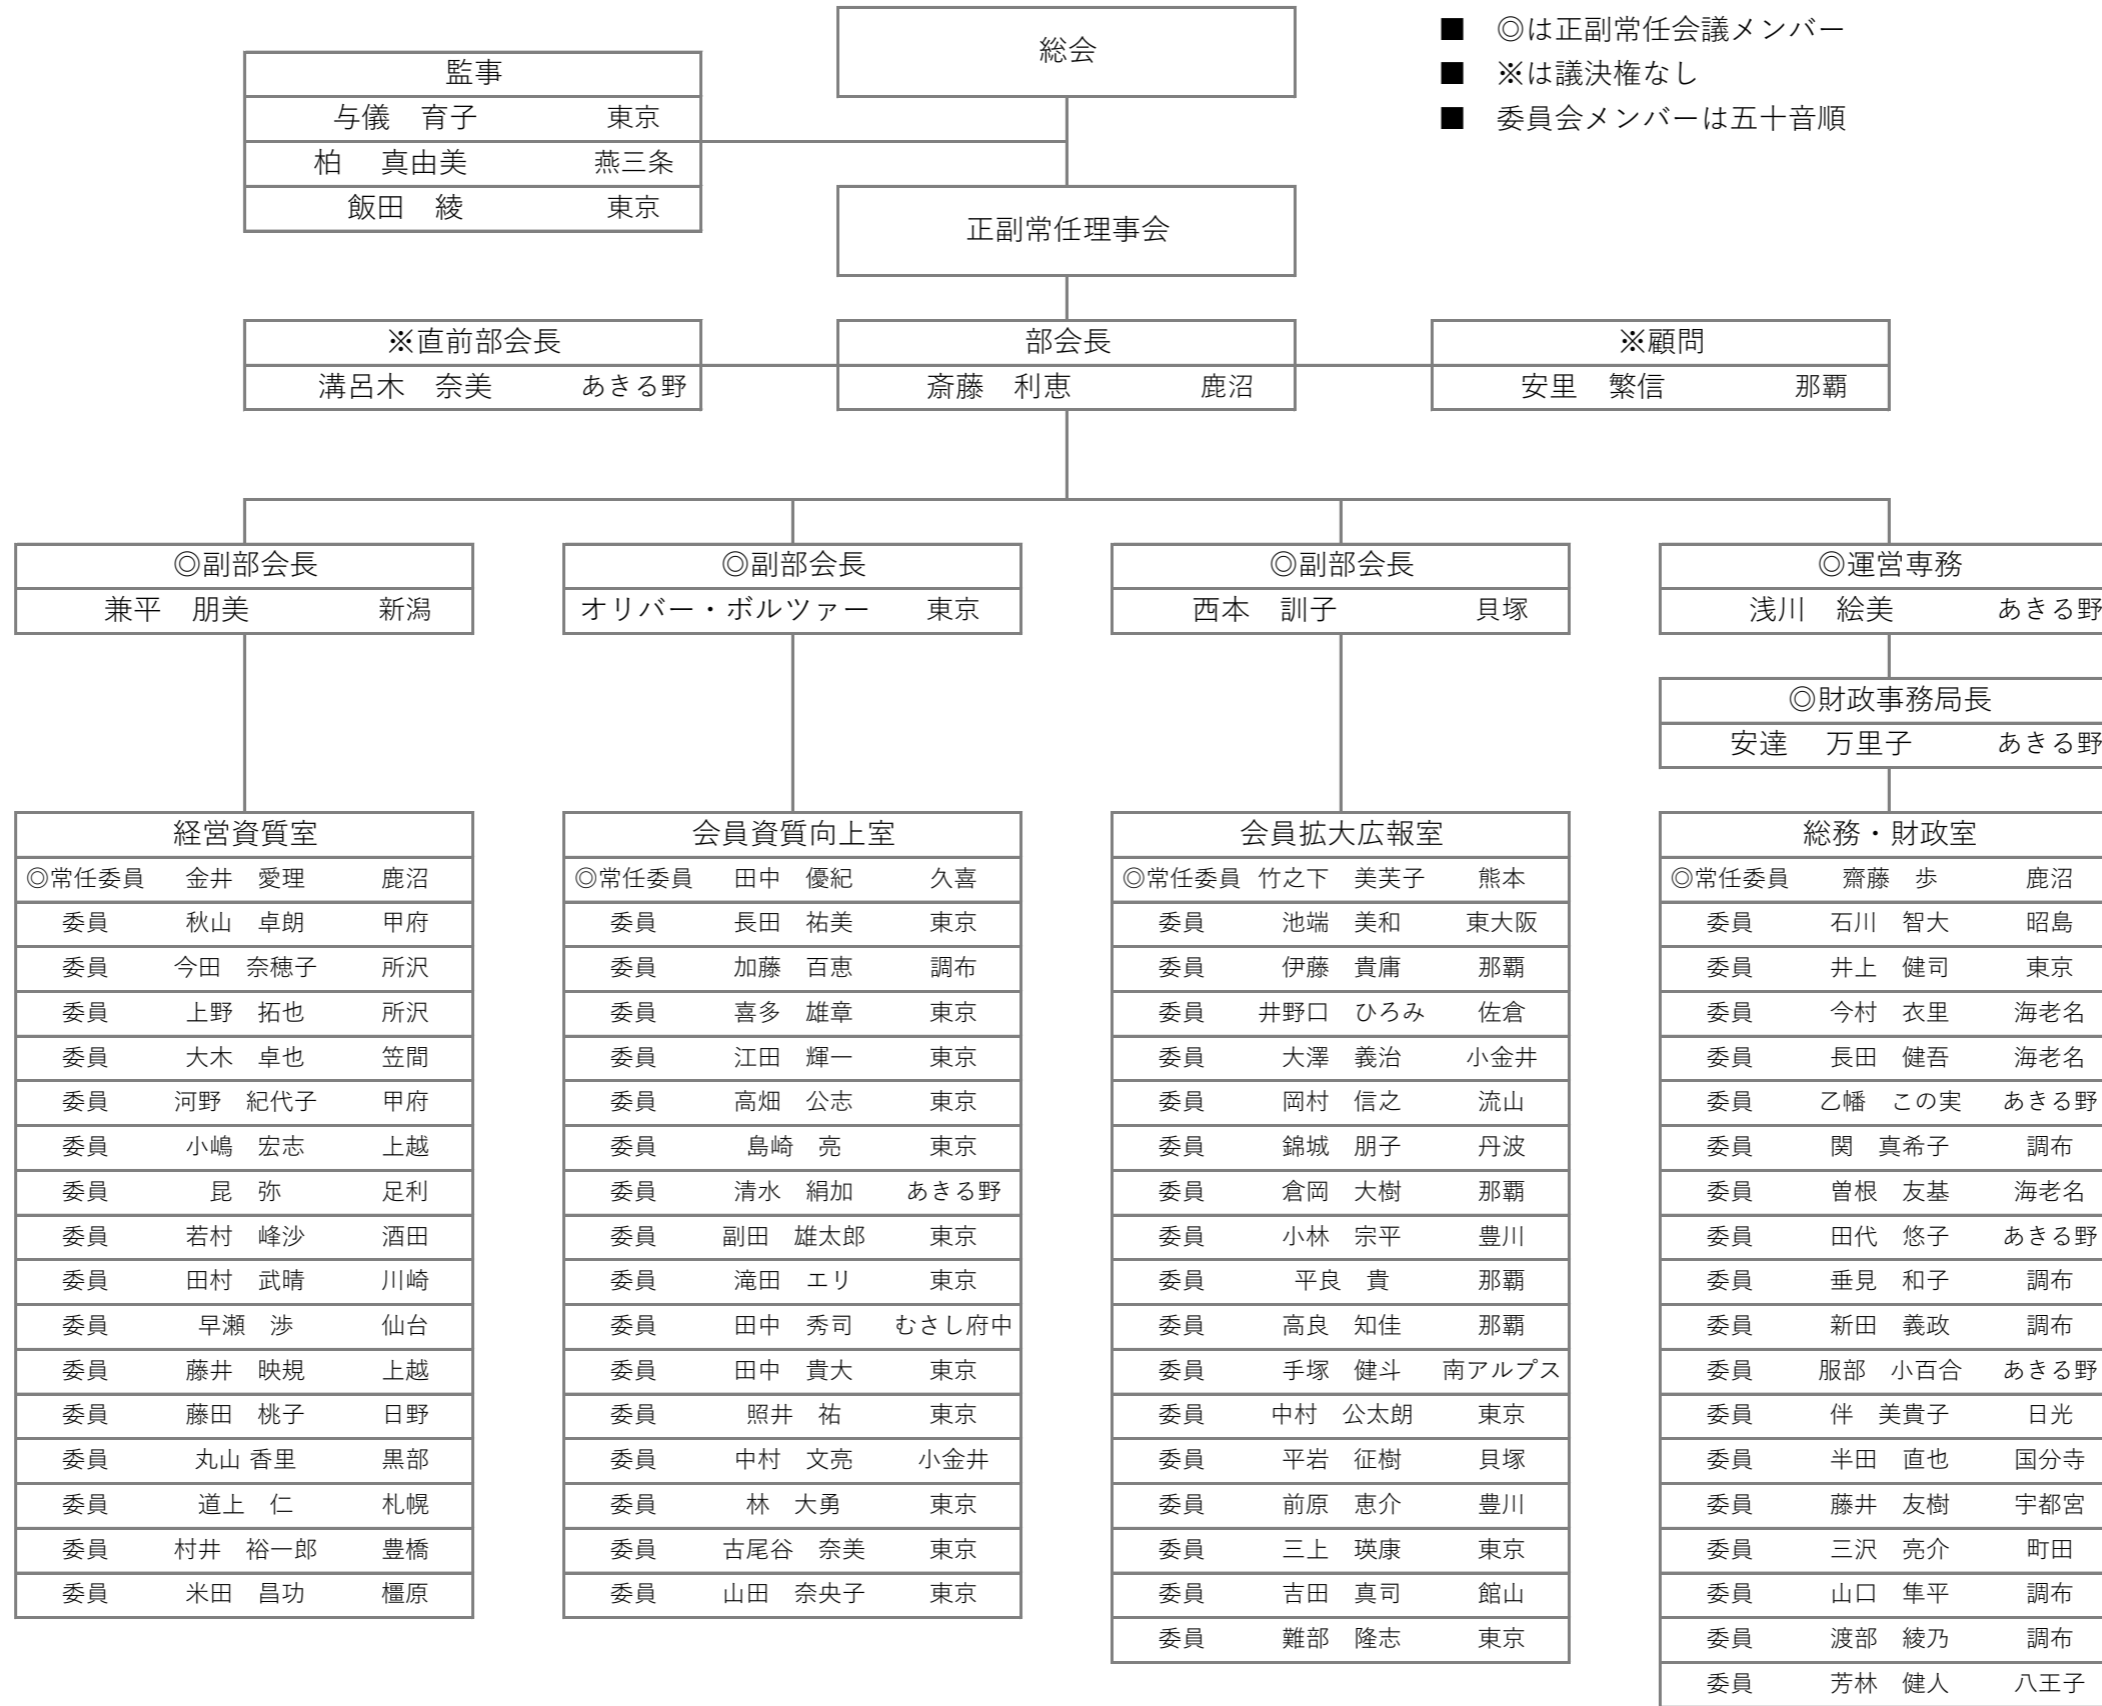 総会
■ ◎は正副常任会議メンバー
■ ※は議決権なし
■ 委員会メンバーは五十音順
監事
与儀　育子 東京
柏　真由美 燕三条
飯田　綾 東京
正副常任理事会
※直前部会長
溝呂木　奈美 あきる野
部会長
斎藤　利恵 鹿沼
※顧問
安里　繁信 那覇
◎副部会長
兼平　朋美 新潟
◎副部会長
オリバー・ボルツァー 東京
◎副部会長
西本　訓子 貝塚
◎運営専務
浅川　絵美 あきる野
◎財政事務局長
安達　万里子 あきる野
経営資質室
◎常任委員 金井　愛理 鹿沼
委員 秋山　卓朗 甲府
委員 今田　奈穂子 所沢
委員 上野　拓也 所沢
委員 大木　卓也 笠間
委員 河野　紀代子 甲府
委員 小嶋　宏志 上越
委員 昆　弥 足利
委員 若村　峰沙 酒田
委員 田村　武晴 川崎
委員 早瀬　渉 仙台
委員 藤井　映規 上越
委員 藤田　桃子 日野
委員 丸山 香里 黒部
委員 道上　仁 札幌
委員 村井　裕一郎 豊橋
委員 米田　昌功 橿原
会員資質向上室
◎常任委員 田中　優紀 久喜
委員 長田　祐美 東京
委員 加藤　百恵 調布
委員 喜多　雄章 東京
委員 江田　輝一 東京
委員 高畑　公志 東京
委員 島崎　亮 東京
委員 清水　絹加 あきる野
委員 副田　雄太郎 東京
委員 滝田　エリ 東京
委員 田中　秀司 むさし府中
委員 田中　貴大 東京
委員 照井　祐 東京
委員 中村　文亮 小金井
委員 林　大勇 東京
委員 古尾谷　奈美 東京
委員 山田　奈央子 東京
会員拡大広報室
◎常任委員 竹之下　美芙子 熊本
委員 池端　美和 東大阪
委員 伊藤　貴庸 那覇
委員 井野口　ひろみ 佐倉
委員 大澤　義治 小金井
委員 岡村　信之 流山
委員 錦城　朋子 丹波
委員 倉岡　大樹 那覇
委員 小林　宗平 豊川
委員 平良　貴 那覇
委員 高良　知佳 那覇
委員 手塚　健斗 南アルプス
委員 中村　公太朗 東京
委員 平岩　征樹 貝塚
委員 前原　恵介 豊川
委員 三上　瑛康 東京
委員 吉田　真司 館山
委員 難部　隆志 東京
総務・財政室
◎常任委員 齋藤　歩 鹿沼
委員 石川　智大 昭島
委員 井上　健司 東京
委員 今村　衣里 海老名
委員 長田　健吾 海老名
委員 乙幡　この実 あきる野
委員 関　真希子 調布
委員 曽根　友基 海老名
委員 田代　悠子 あきる野
委員 垂見　和子 調布
委員 新田　義政 調布
委員 服部　小百合 あきる野
委員 伴　美貴子 日光
委員 半田　直也 国分寺
委員 藤井　友樹 宇都宮
委員 三沢　亮介 町田
委員 山口　隼平 調布
委員 渡部　綾乃 調布
委員 芳林　健人 八王子